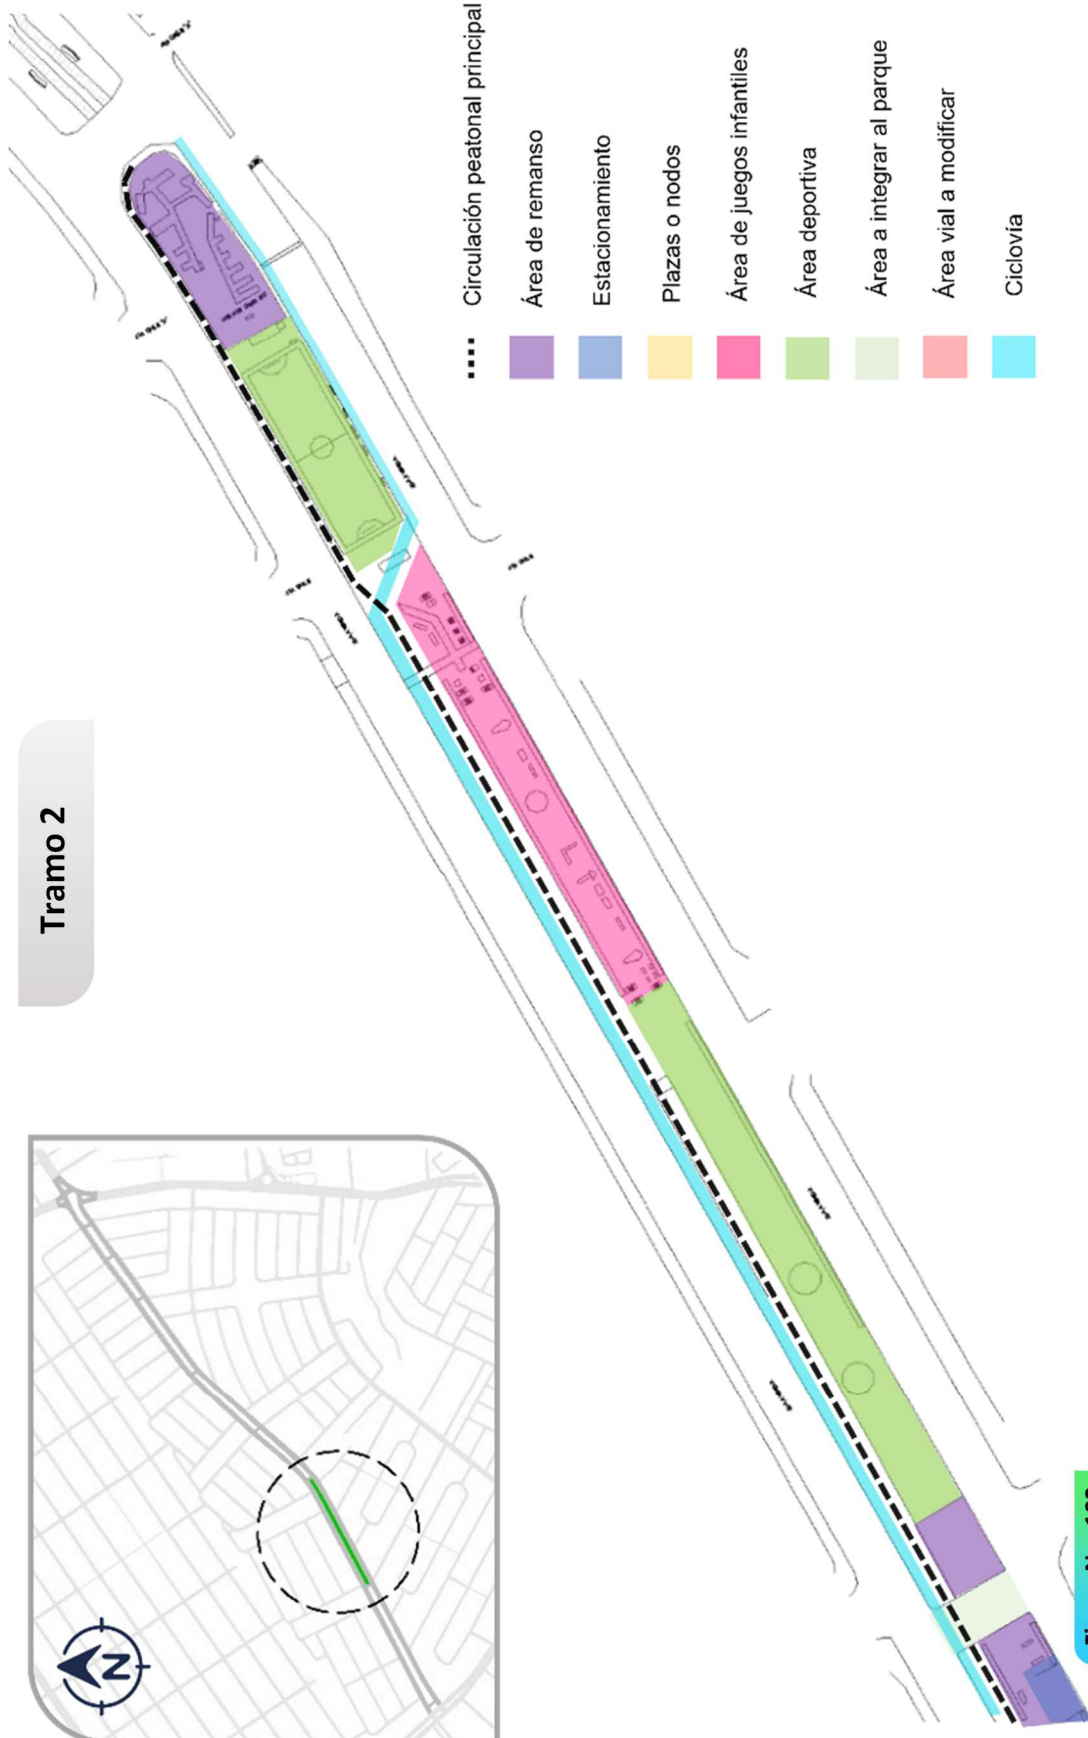 Tramo 2
N
Circulación peatonal principal
Área de remanso
Estacionamiento
Plazas o nodos
Área de juegos infantiles
Área deportiva
Área a integrar al parque
Área vial a modificar
Ciclovía